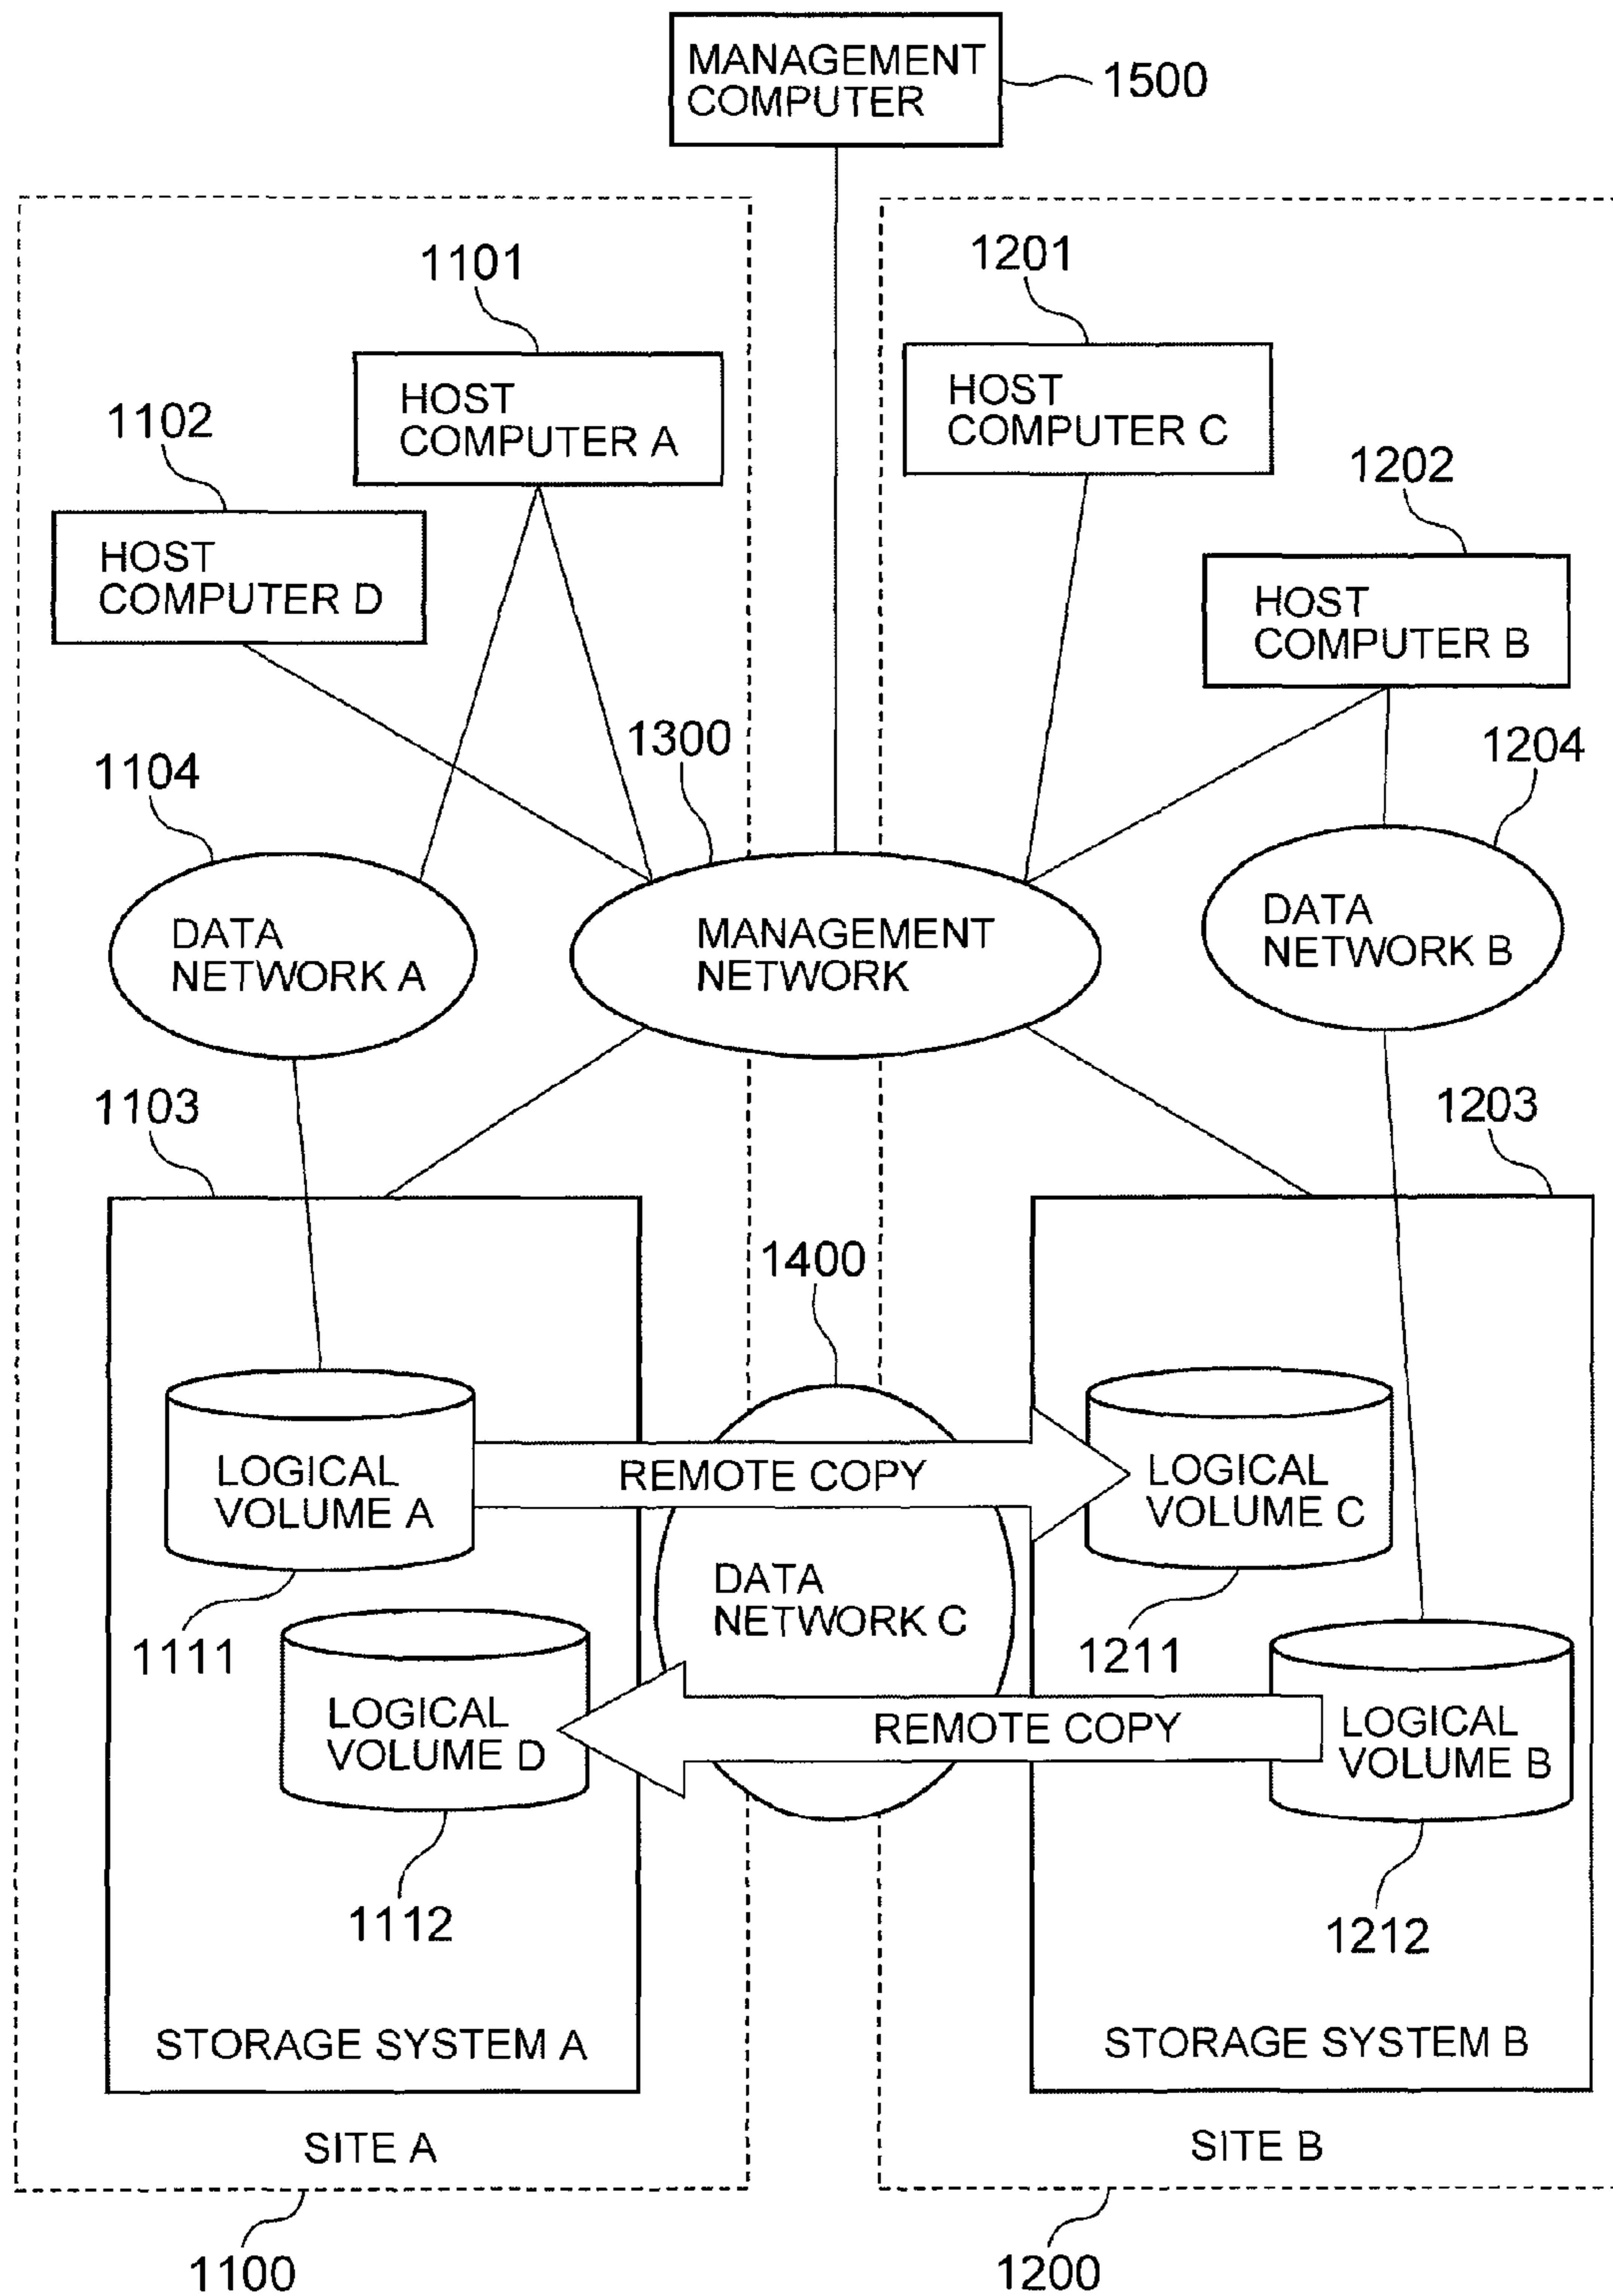 MANAGEMENT
COMPUTER
1500
1101
1201
HOST
COMPUTER A
HOST
COMPUTER C
1102
1202
HOST
COMPUTER D
HOST
COMPUTER B
1300
1104
1204
DATA
NETWORK A
MANAGEMENT
NETWORK
DATA
NETWORK B
1103
1203
1400
LOGICAL
VOLUME A
REMOTE COPY
LOGICAL
VOLUME C
DATA
NETWORK C
1111
1211
LOGICAL
VOLUME D
REMOTE COPY
LOGICAL
VOLUME B
1112
1212
STORAGE SYSTEM A
STORAGE SYSTEM B
SITE A
SITE B
1100
1200